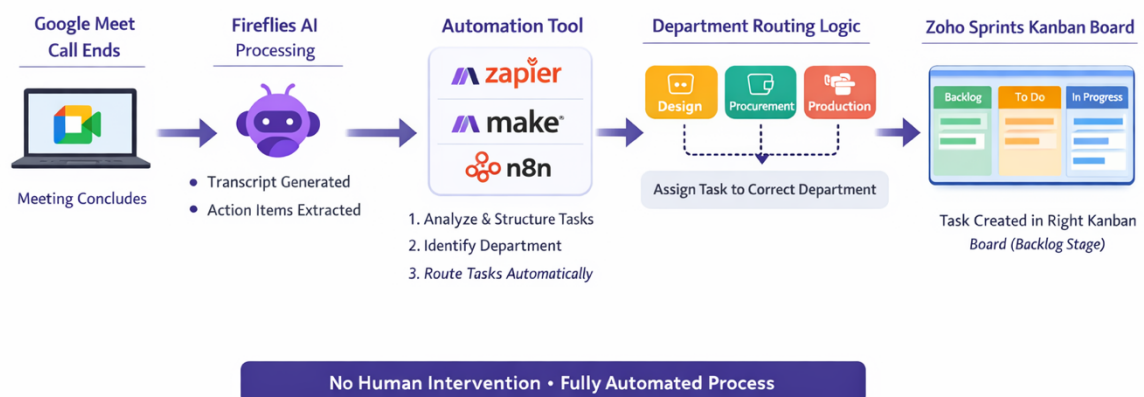 Google Meet
Call Ends
Meeting Concludes
Fireflies AI
Processing
• Transcript Generated
• Action Items Extracted
Automation Tool
zapier
make®
n8n
1. Analyze & Structure Tasks
2. Identify Department
3. Route Tasks Automatically
Department Routing Logic
Design
Procurement
Production
Assign Task to Correct Department
Zoho Sprints Kanban Board
Backlog
To Do
In Progress
Task Created in Right Kanban
Board (Backlog Stage)
No Human Intervention • Fully Automated Process